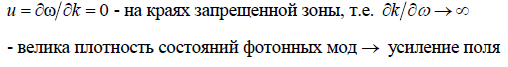 u = ∂ω/∂k = 0 - на краях запрещенной зоны, т.е. ∂k/∂ω → ∞
- велика плотность состояний фотонных мод → усиление поля